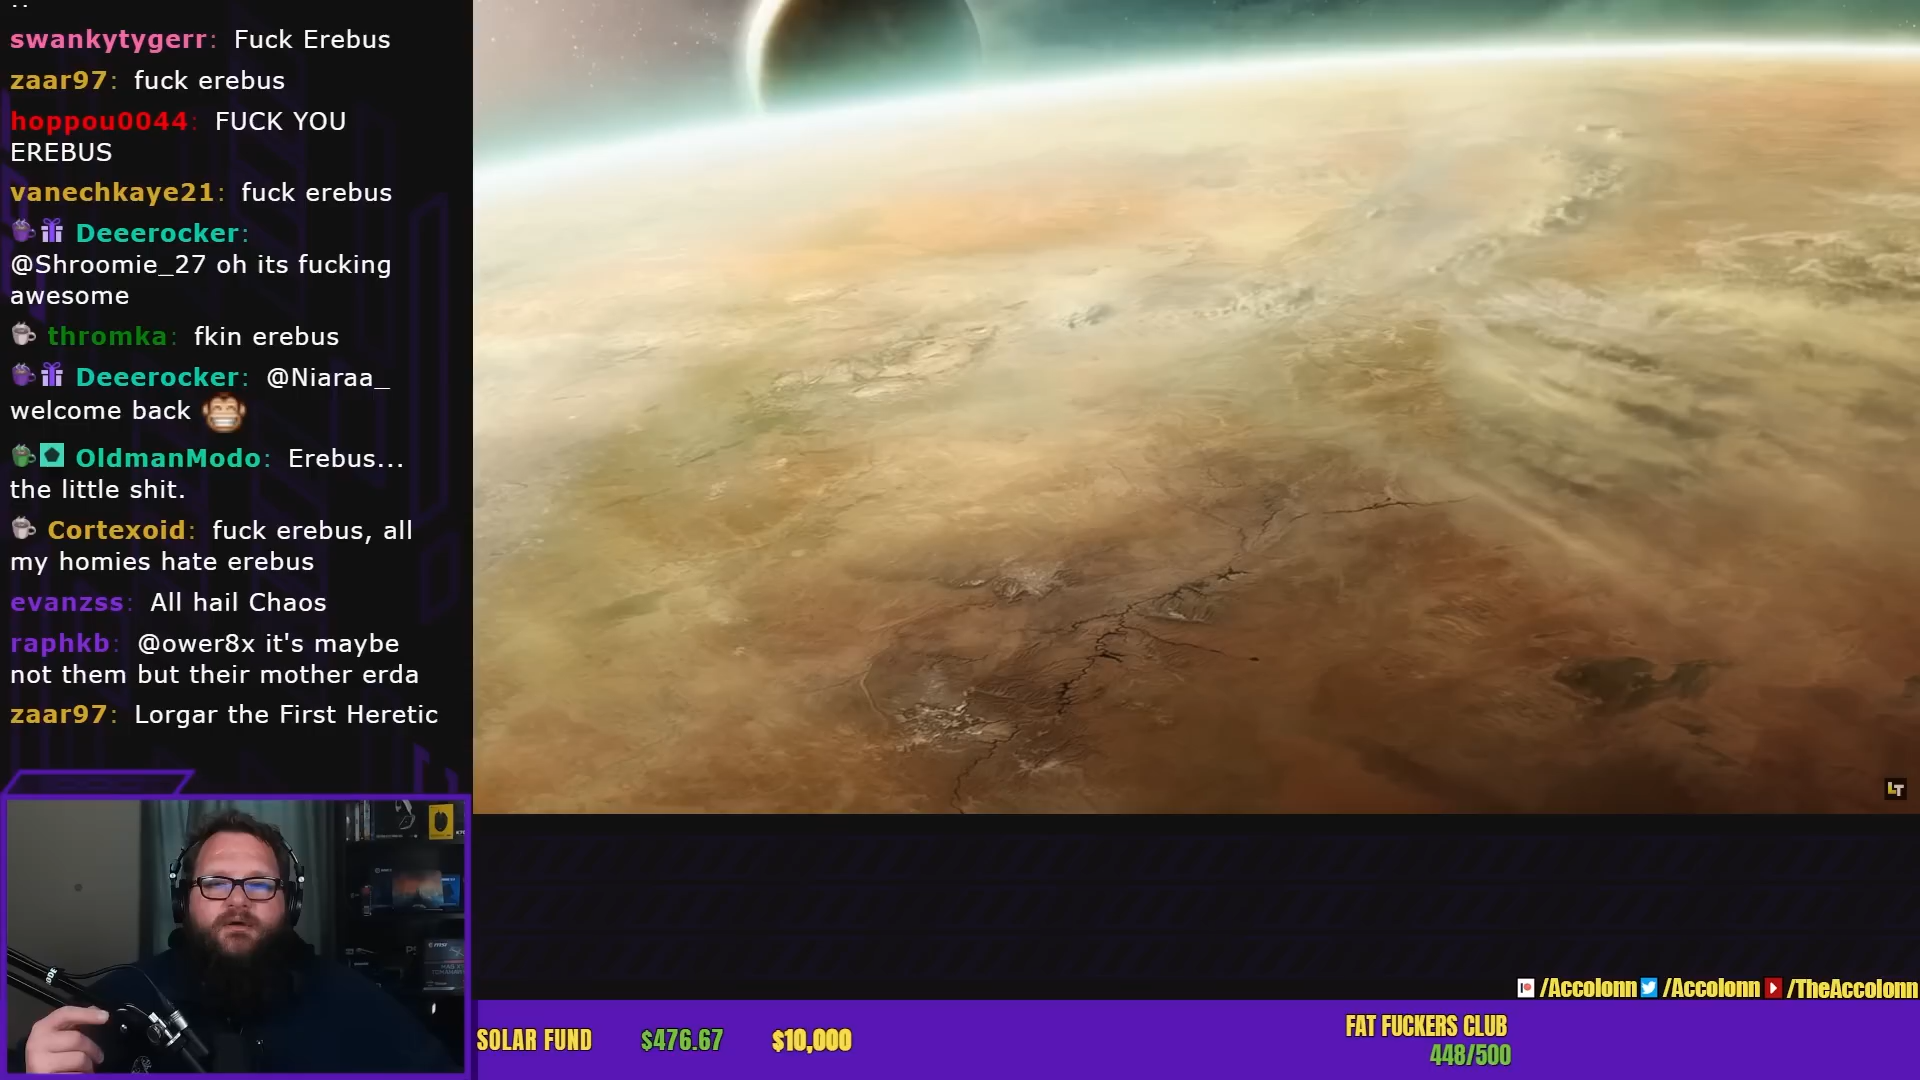 swankytygerr: Fuck Erebus
zaar97: fuck erebus
hoppou0044: FUCK YOU
EREBUS
vanechkaye21: fuck erebus
Deeerocker:
@Shroomie_27 oh its fucking
awesome
thromka: fkin erebus
Deeerocker: @Niaraa_
welcome back
OldmanModo: Erebus...
the little shit.
Cortexoid: fuck erebus, all
my homies hate erebus
evanzss: All hail Chaos
raphkb: @ower8x it's maybe
not them but their mother erda
zaar97: Lorgar the First Heretic
LT
RODE
/Accolonn /Accolonn /TheAccolonn
SOLAR FUND $476.67 $10,000
FAT FUCKERS CLUB
448/500